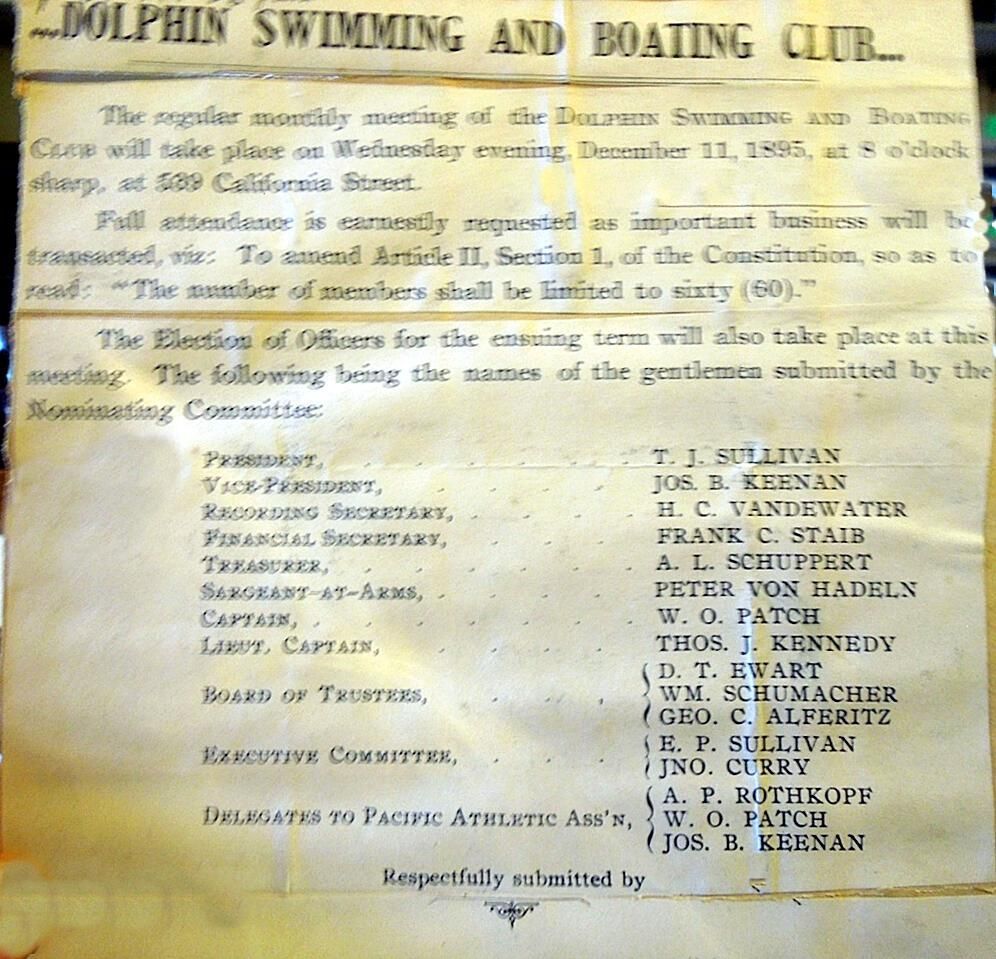 ...DOLPHIN SWIMMING AND BOATING CLUB...
The regular monthly meeting of the DOLPHIN SWIMMING AND BOATING
CLUB will take place on Wednesday evening, December 11, 1895, at 8 o'clock
sharp, at 539 California Street.
Full attendance is earnestly requested as important business will be
transacted, viz: To amend Article II, Section 1, of the Constitution, so as to
read: "The number of members shall be limited to sixty (60)."
The Election of Officers for the ensuing term will also take place at this
meeting. The following being the names of the gentlemen submitted by the
Nominating Committee:
PRESIDENT, . . . . . . T. J. SULLIVAN
VICE-PRESIDENT, . . . . . JOS. B. KEENAN
RECORDING SECRETARY, . . . . H. C. VANDEWATER
FINANCIAL SECRETARY, . . . . FRANK C. STAIB
TREASURER, . . . . . . A. L. SCHUPPERT
SARGEANT-AT-ARMS, . . . . . PETER VON HADELN
CAPTAIN, . . . . . . . W. O. PATCH
LIEUT. CAPTAIN, . . . . THOS. J. KENNEDY
BOARD OF TRUSTEES, . . . { D. T. EWART
WM. SCHUMACHER
GEO. C. ALFERITZ
EXECUTIVE COMMITTEE, . . . { E. P. SULLIVAN
JNO. CURRY
DELEGATES TO PACIFIC ATHLETIC ASS'N, { A. P. ROTHKOPF
W. O. PATCH
JOS. B. KEENAN
Respectfully submitted by